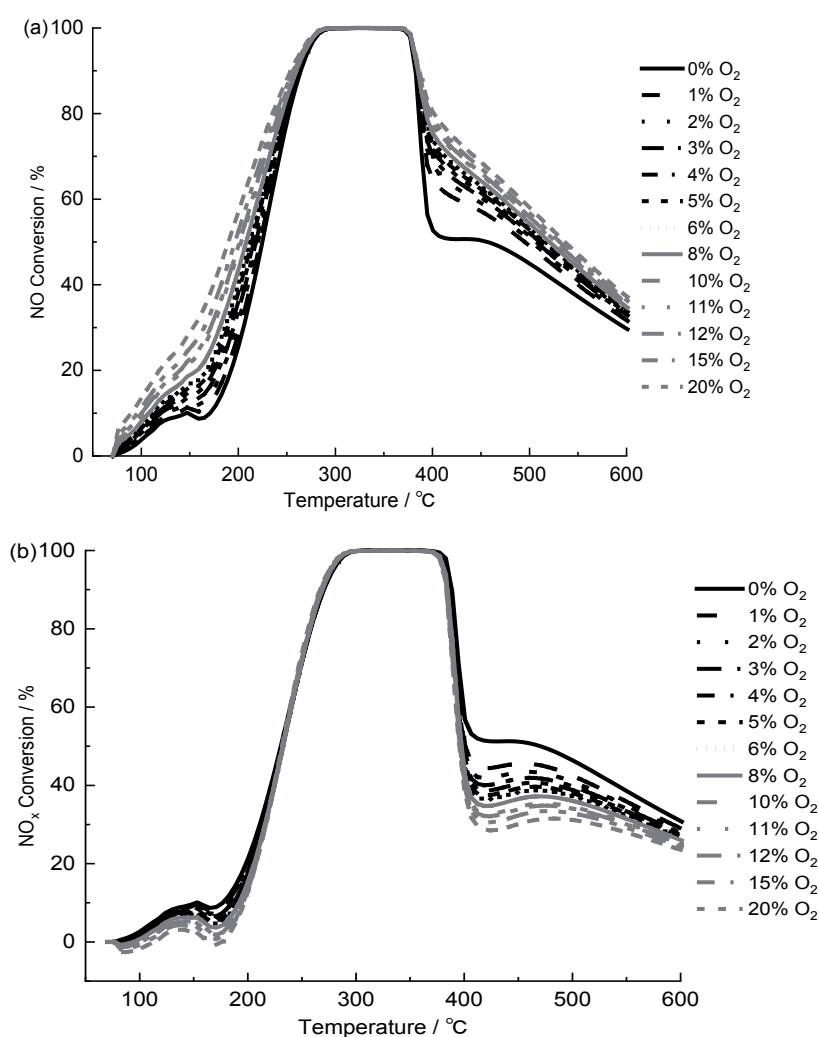 (a)
100
80
60
40
20
0
NO Conversion / %
100 200 300 400 500 600
Temperature / °C
0% O₂
1% O₂
2% O₂
3% O₂
4% O₂
5% O₂
6% O₂
8% O₂
10% O₂
11% O₂
12% O₂
15% O₂
20% O₂
(b)
100
80
60
40
20
0
NOₓ Conversion / %
100 200 300 400 500 600
Temperature / °C
0% O₂
1% O₂
2% O₂
3% O₂
4% O₂
5% O₂
6% O₂
8% O₂
10% O₂
11% O₂
12% O₂
15% O₂
20% O₂